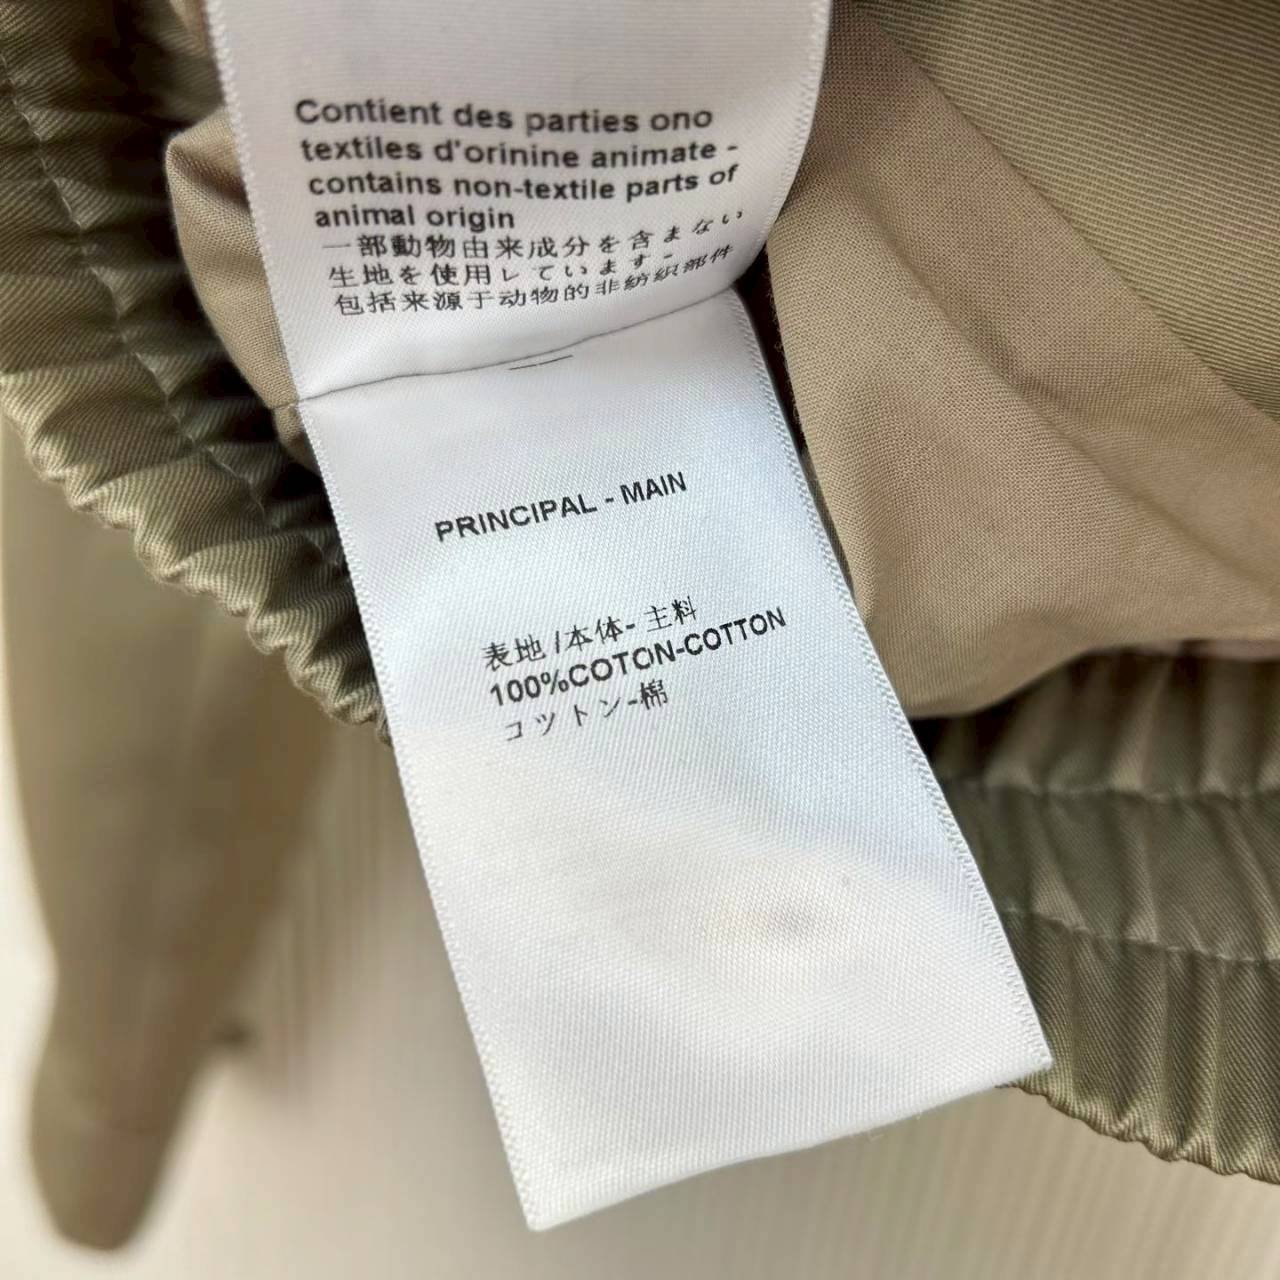 Contient des parties ono
textiles d'orinine animate -
contains non-textile parts of
animal origin
一部動物由来成分を含まない
生地を使用しています-
包括来源于动物的非纺织部件
PRINCIPAL - MAIN
表地 /本体- 主料
100%COTON-COTTON
コットン-棉